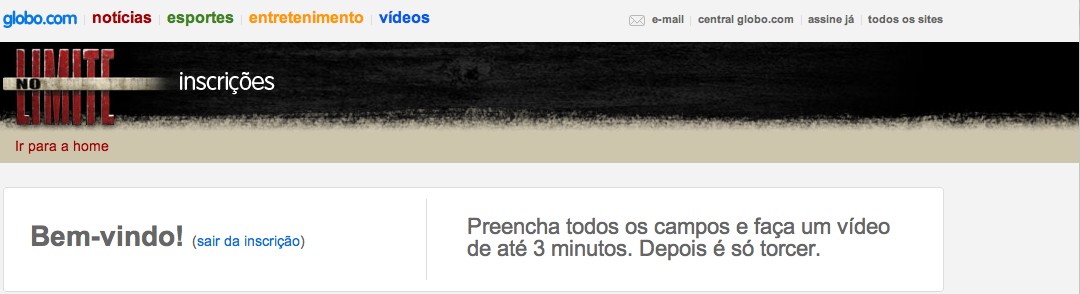 globo.com notícias esportes entretenimento vídeos e-mail central globo.com assine já todos os sites
NO LIMITE inscrições
Ir para a home
Bem-vindo! (sair da inscrição)
Preencha todos os campos e faça um vídeo
de até 3 minutos. Depois é só torcer.